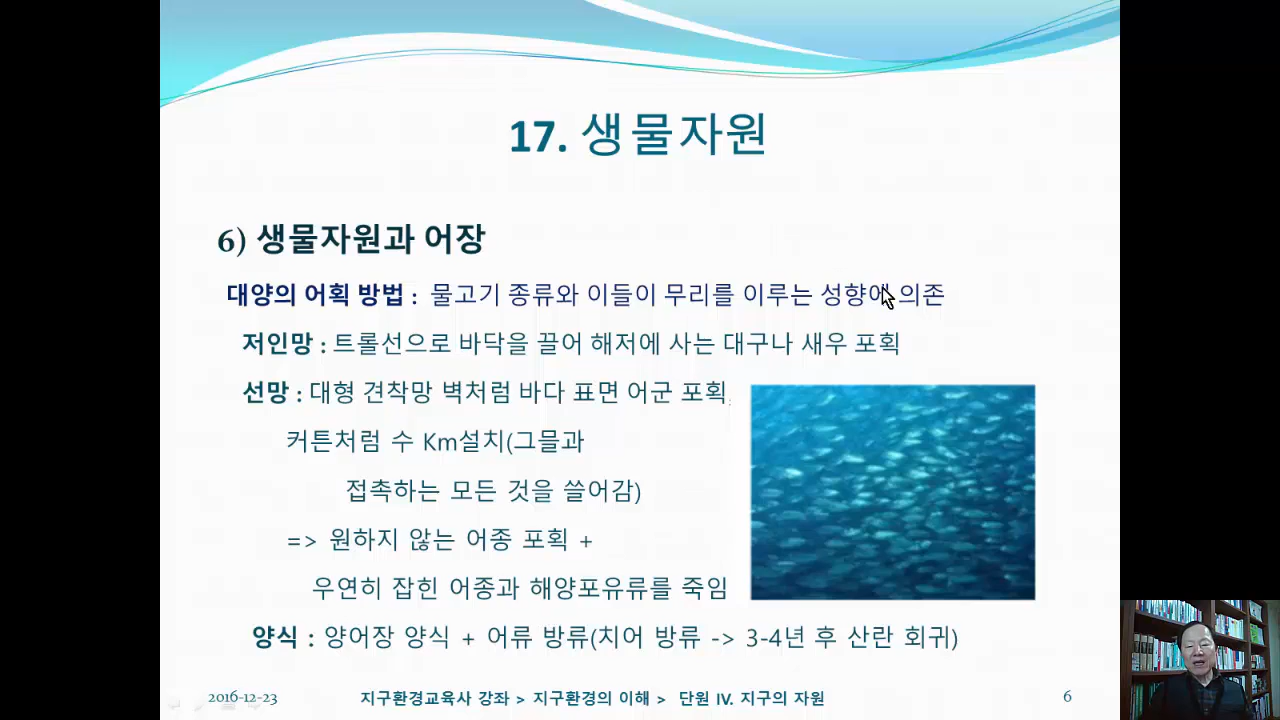 17. 생물자원
6) 생물자원과 어장
대양의 어획 방법 : 물고기 종류와 이들이 무리를 이루는 성향에 의존
저인망 : 트롤선으로 바닥을 끌어 해저에 사는 대구나 새우 포획
선망 : 대형 견착망 벽처럼 바다 표면 어군 포획,
커튼처럼 수 Km설치(그믈과
접촉하는 모든 것을 쓸어감)
=> 원하지 않는 어종 포획 +
우연히 잡힌 어종과 해양포유류를 죽임
양식 : 양어장 양식 + 어류 방류(치어 방류 -> 3-4년 후 산란 회귀)
2016-12-23 지구환경교육사 강좌 > 지구환경의 이해 > 단원 IV. 지구의 자원 6